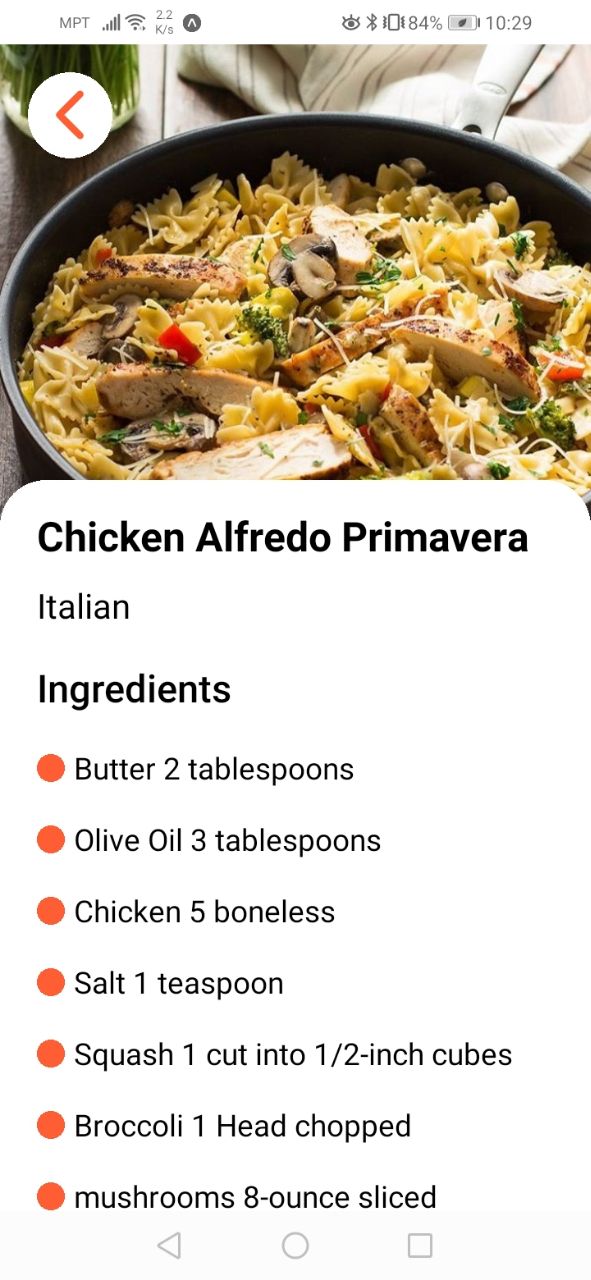 MPT 2.2 K/s 84% 10:29
Chicken Alfredo Primavera
Italian
Ingredients
Butter 2 tablespoons
Olive Oil 3 tablespoons
Chicken 5 boneless
Salt 1 teaspoon
Squash 1 cut into 1/2-inch cubes
Broccoli 1 Head chopped
mushrooms 8-ounce sliced